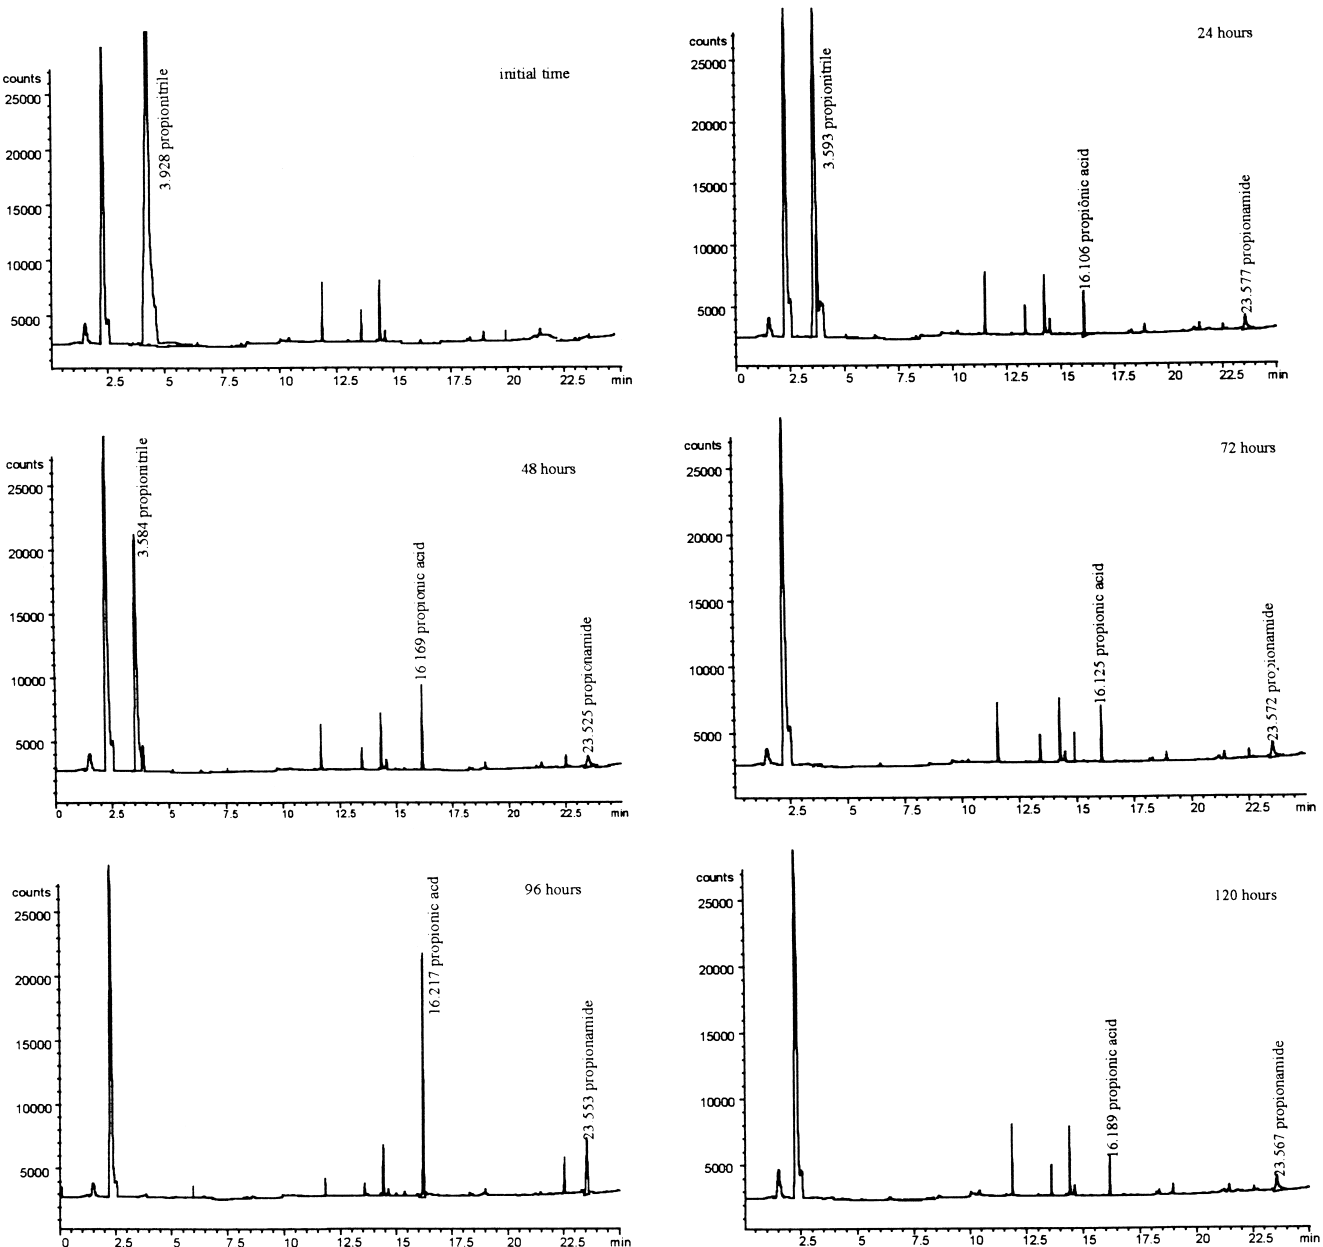 initial time
counts
25000
20000
15000
10000
5000
3.928 propionitrile
2.5 5 7.5 10 12.5 15 17.5 20 22.5 min
24 hours
counts
25000
20000
15000
10000
5000
3.593 propionitrile
16.106 propiônic acid
23.577 propionamide
0 2.5 5 7.5 10 12.5 15 17.5 20 22.5 min
48 hours
counts
25000
20000
15000
10000
5000
3.584 propionitrile
16 169 propionic acid
23.525 propionamide
0 2.5 5 7.5 10 12.5 15 17.5 20 22.5 min
72 hours
counts
25000
20000
15000
10000
5000
16.125 propionic acid
23.572 propionamide
2.5 5 7.5 10 12.5 15 17.5 20 22.5 min
96 hours
counts
25000
20000
15000
10000
5000
16.217 propionic acd
23 553 propionamide
0 2.5 5 7.5 10 12.5 15 17.5 20 22.5 min
120 hours
counts
25000
20000
15000
10000
5000
16.189 propionic acid
23.567 propionamide
2.5 5 7.5 10 12.5 15 17.5 20 22.5 min